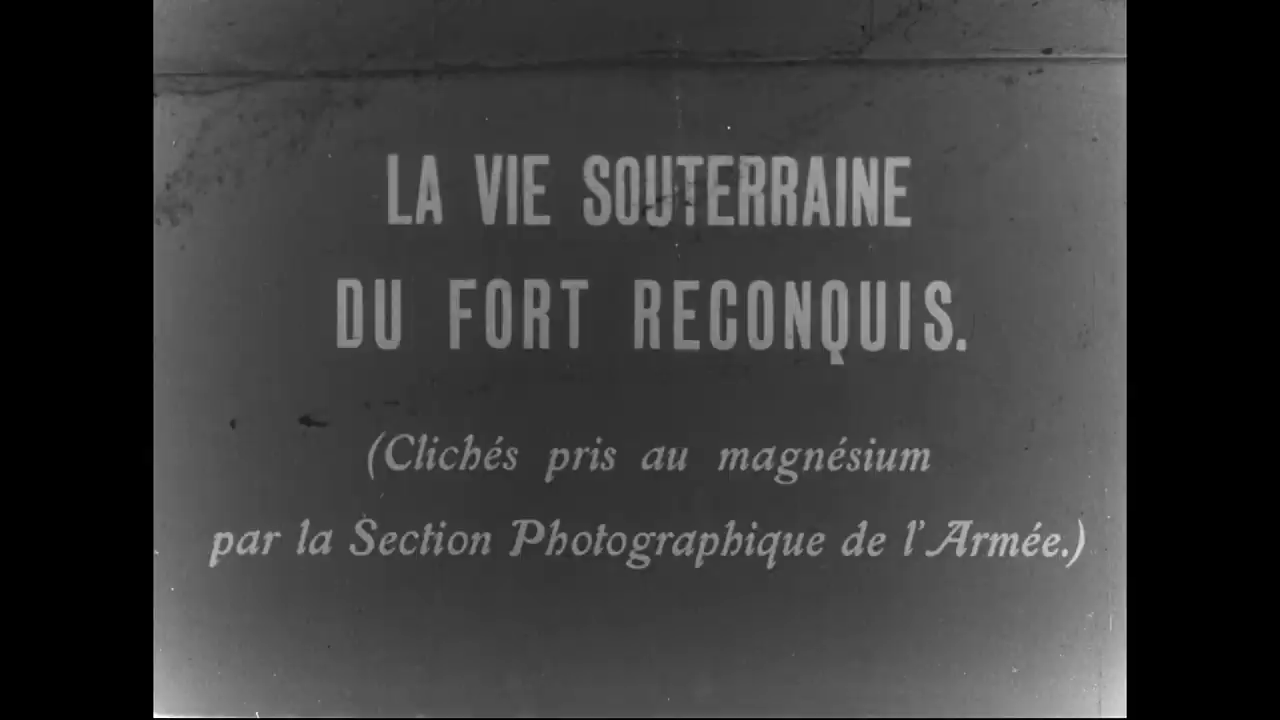 LA VIE SOUTERRAINE
DU FORT RECONQUIS.
(Clichés pris au magnésium
par la Section Photographique de l'Armée.)